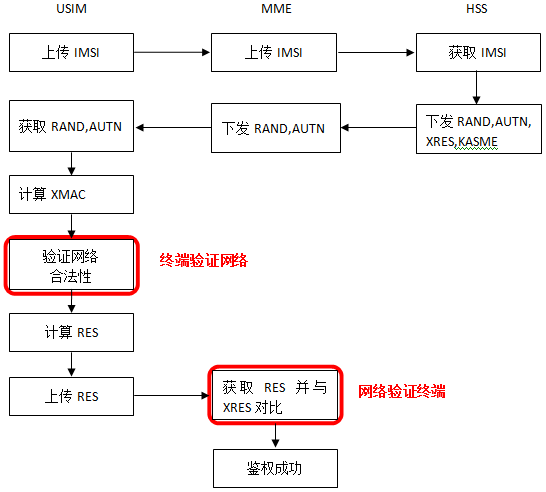 USIM
MME
HSS
上传 IMSI
上传 IMSI
获取 IMSI
获取 RAND,AUTN
下发 RAND,AUTN
下发 RAND,AUTN,
XRES,KASME
计算 XMAC
验证网络
合法性
终端验证网络
计算 RES
上传 RES
获取 RES 并与
XRES 对比
网络验证终端
鉴权成功